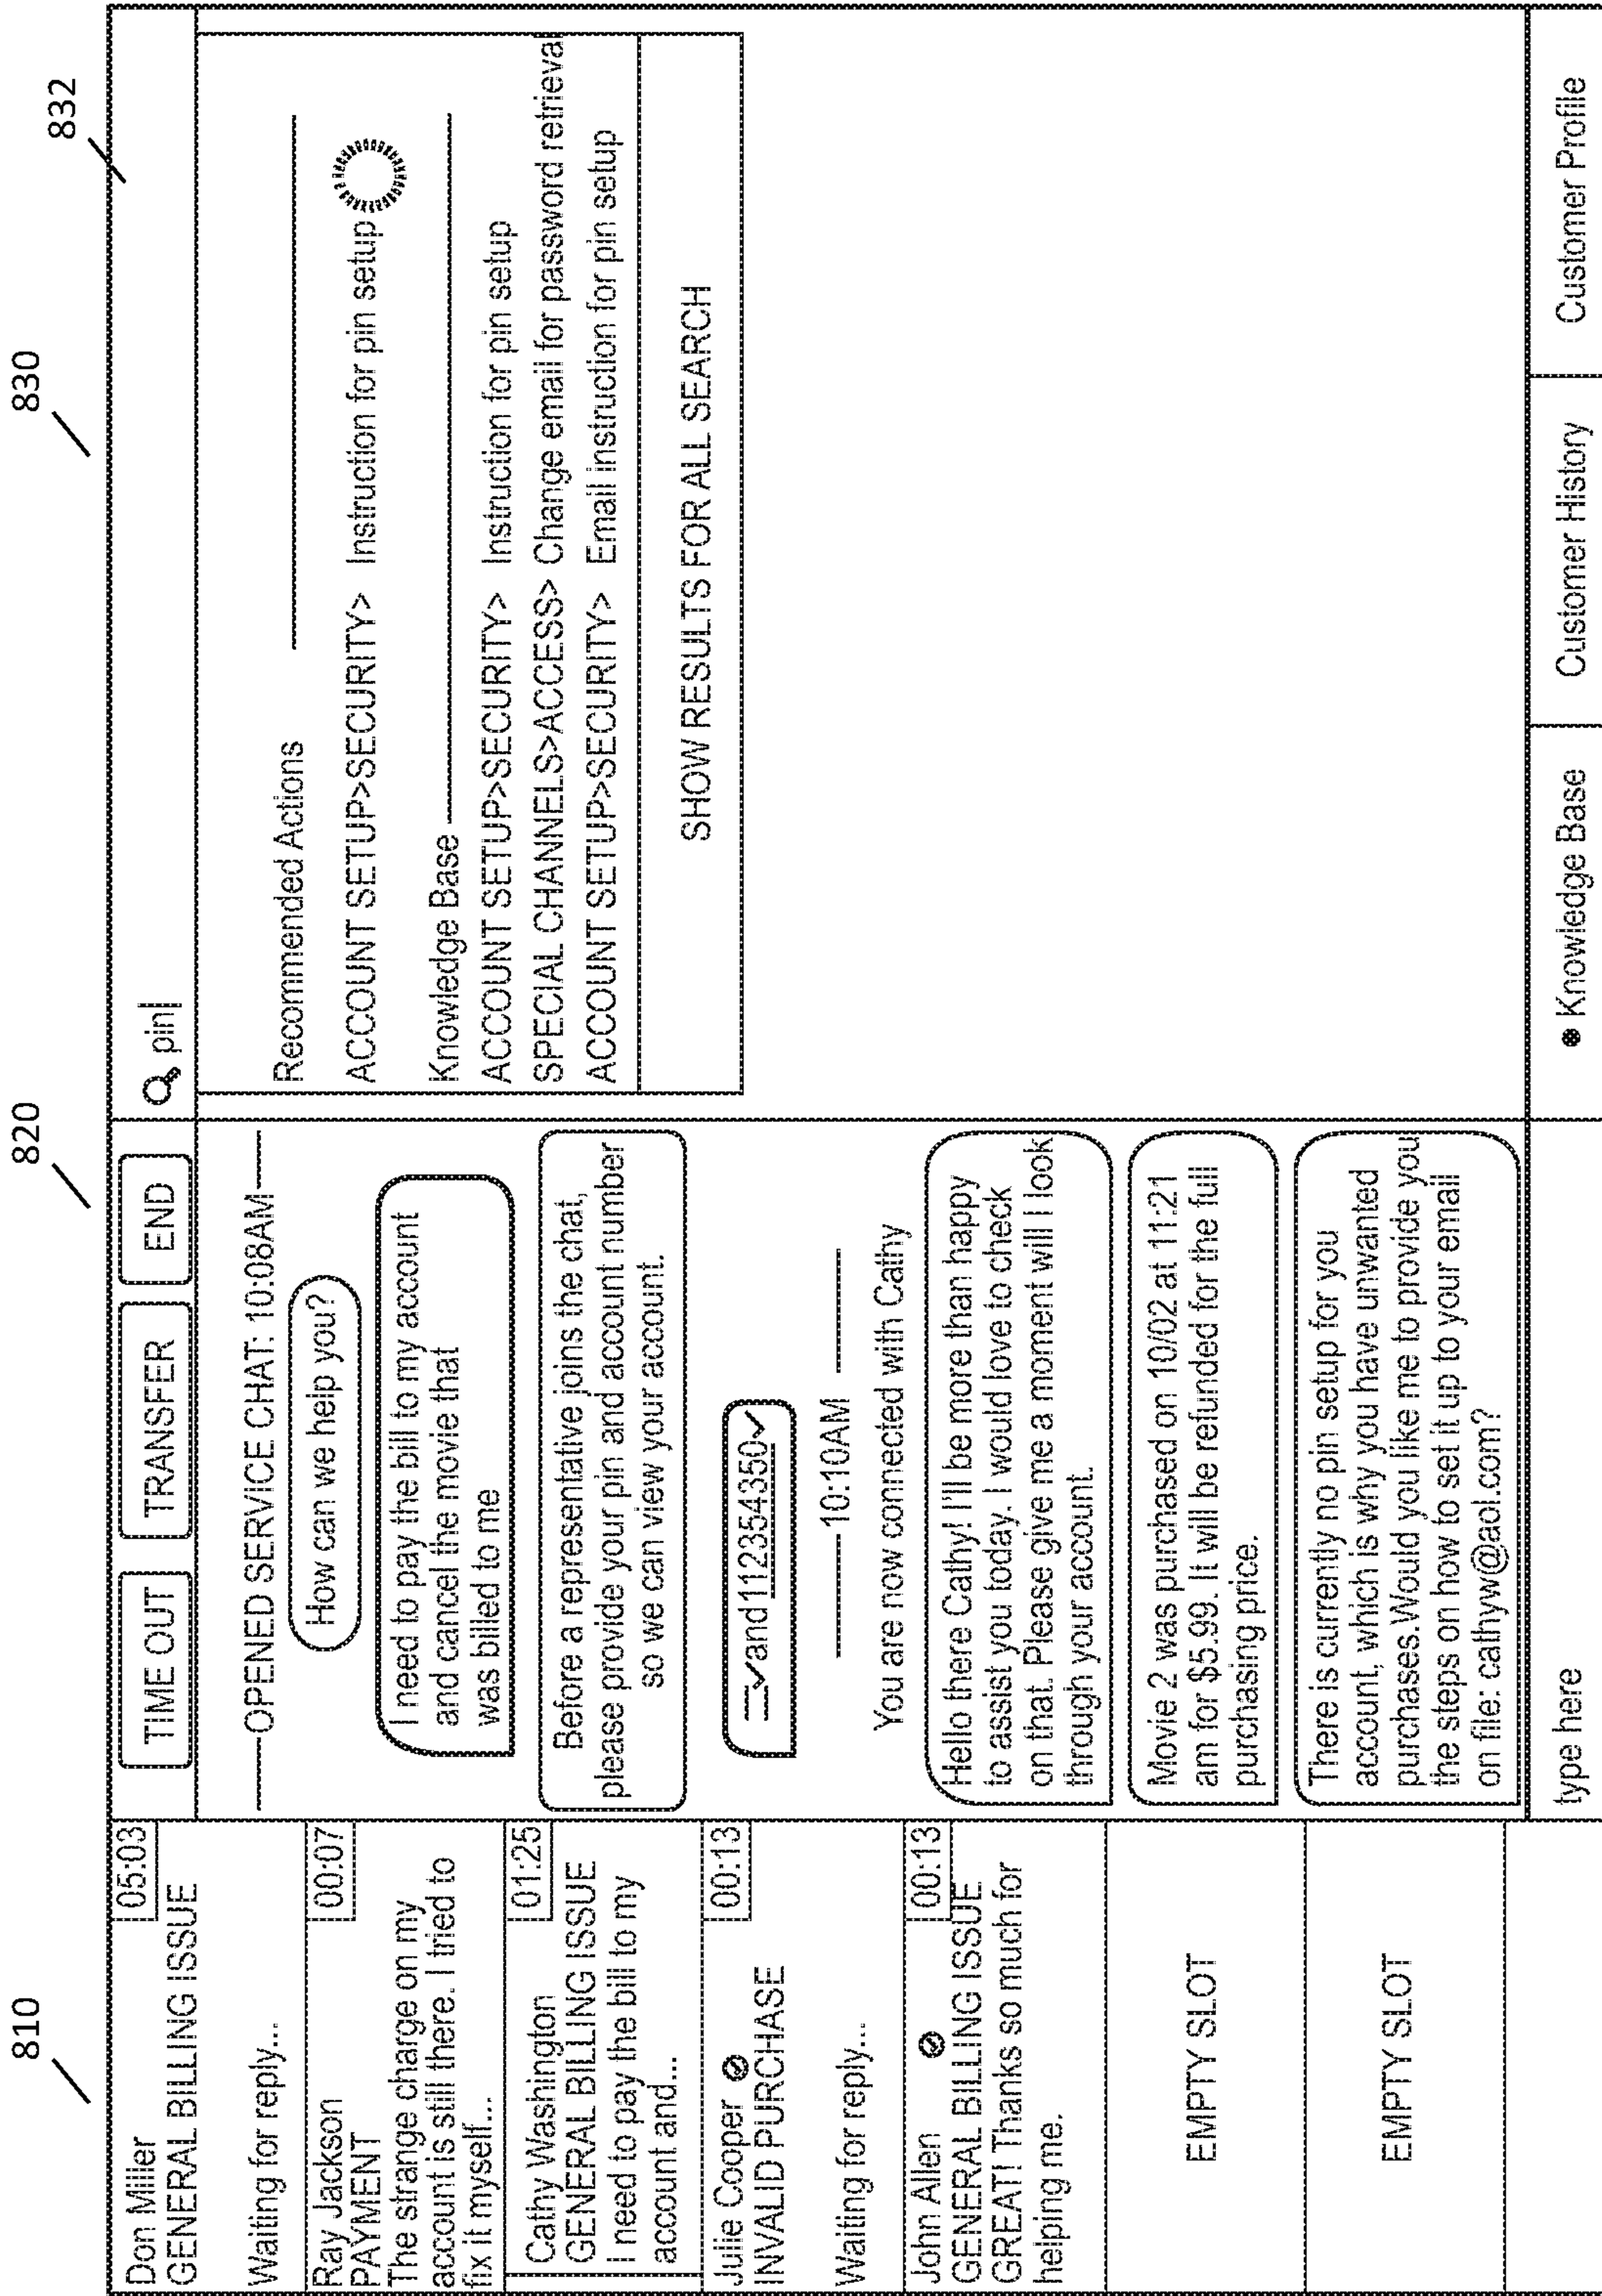 810
820
830
832
Don Miller
05:03
GENERAL BILLING ISSUE
Waiting for reply...
Ray Jackson
00:07
PAYMENT
The strange charge on my
account is still there. I tried to
fix it myself...
Cathy Washington
01:25
GENERAL BILLING ISSUE
I need to pay the bill to my
account and...
Julie Cooper
00:13
INVALID PURCHASE
Waiting for reply...
John Allen
00:13
GENERAL BILLING ISSUE
GREAT! Thanks so much for
helping me.
EMPTY SLOT
EMPTY SLOT
TIME OUT
TRANSFER
END
OPENED SERVICE CHAT: 10:08AM
How can we help you?
I need to pay the bill to my account
and cancel the movie that
was billed to me
Before a representative joins the chat,
please provide your pin and account number
so we can view your account.
and 112354350
10:10AM
You are now connected with Cathy
Hello there Cathy! I'll be more than happy
to assist you today. I would love to check
on that. Please give me a moment will I look
through your account.
Movie 2 was purchased on 10/02 at 11:21
am for $5.99. It will be refunded for the full
purchasing price.
There is currently no pin setup for you
account, which is why you have unwanted
purchases.Would you like me to provide you
the steps on how to set it up to your email
on file: cathyw@aol.com?
type here
pin
Recommended Actions
ACCOUNT SETUP>SECURITY> Instruction for pin setup
Knowledge Base
ACCOUNT SETUP>SECURITY> Instruction for pin setup
SPECIAL CHANNELS>ACCESS> Change email for password retrieval
ACCOUNT SETUP>SECURITY> Email instruction for pin setup
SHOW RESULTS FOR ALL SEARCH
Knowledge Base
Customer History
Customer Profile